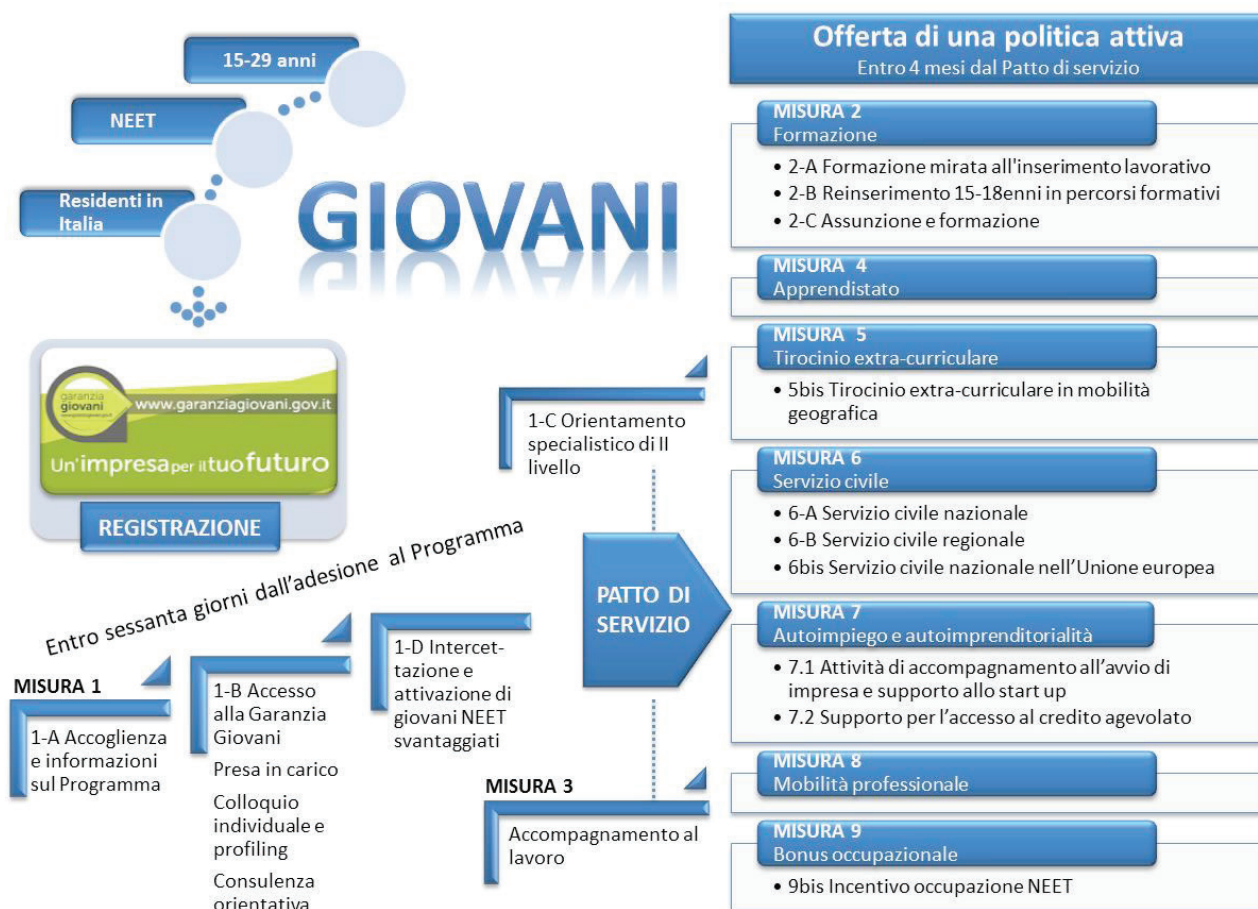 15-29 anni
NEET
Residenti in
Italia
GIOVANI
garanzia
giovani
www.garanziagiovani.gov.it
Un'impresa per il tuo futuro
REGISTRAZIONE
Entro sessanta giorni dall'adesione al Programma
MISURA 1
1-A Accoglienza
e informazioni
sul Programma
1-B Accesso
alla Garanzia
Giovani
Presa in carico
Colloquio
individuale e
profiling
Consulenza
orientativa
1-D Intercet-
tazione e
attivazione di
giovani NEET
svantaggiati
1-C Orientamento
specialistico di II
livello
PATTO DI
SERVIZIO
MISURA 3
Accompagnamento al
lavoro
Offerta di una politica attiva
Entro 4 mesi dal Patto di servizio
MISURA 2
Formazione
• 2-A Formazione mirata all'inserimento lavorativo
• 2-B Reinserimento 15-18enni in percorsi formativi
• 2-C Assunzione e formazione
MISURA 4
Apprendistato
MISURA 5
Tirocinio extra-curriculare
• 5bis Tirocinio extra-curriculare in mobilità
geografica
MISURA 6
Servizio civile
• 6-A Servizio civile nazionale
• 6-B Servizio civile regionale
• 6bis Servizio civile nazionale nell'Unione europea
MISURA 7
Autoimpiego e autoimprenditorialità
• 7.1 Attività di accompagnamento all'avvio di
impresa e supporto allo start up
• 7.2 Supporto per l'accesso al credito agevolato
MISURA 8
Mobilità professionale
MISURA 9
Bonus occupazionale
• 9bis Incentivo occupazione NEET